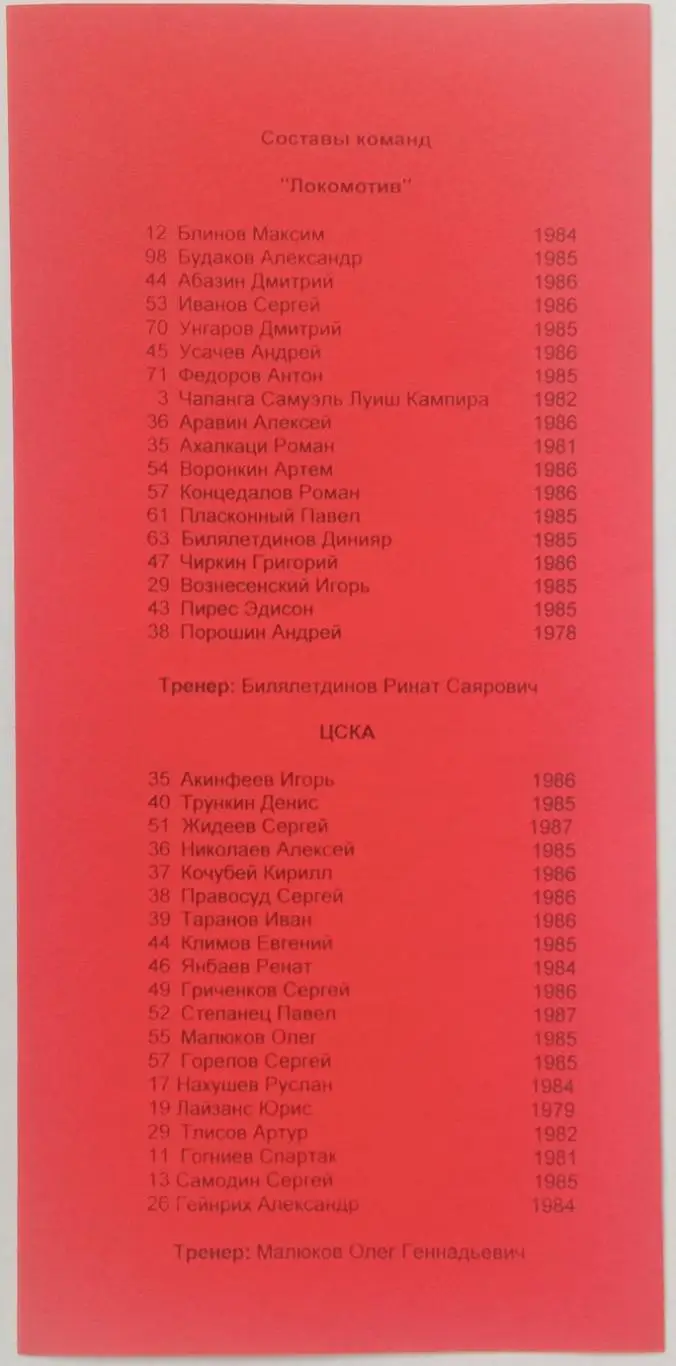 Составы команд
"Локомотив"
12 Блинов Максим 1984
98 Будаков Александр 1985
44 Абазин Дмитрий 1986
53 Иванов Сергей 1986
70 Унгаров Дмитрий 1985
45 Усачев Андрей 1986
71 Федоров Антон 1985
3 Чапанга Самуэль Луиш Кампира 1982
36 Аравин Алексей 1986
35 Ахалкаци Роман 1981
54 Воронкин Артем 1986
57 Концедалов Роман 1986
61 Пласконный Павел 1985
63 Билялетдинов Динияр 1985
47 Чиркин Григорий 1986
29 Вознесенский Игорь 1985
43 Пирес Эдисон 1985
38 Порошин Андрей 1978
Тренер: Билялетдинов Ринат Саярович
ЦСКА
35 Акинфеев Игорь 1986
40 Трункин Денис 1985
51 Жидеев Сергей 1987
36 Николаев Алексей 1985
37 Кочубей Кирилл 1986
38 Правосуд Сергей 1986
39 Таранов Иван 1986
44 Климов Евгений 1985
46 Янбаев Ренат 1984
49 Гриченков Сергей 1986
52 Степанец Павел 1987
55 Малюков Олег 1985
57 Горелов Сергей 1985
17 Нахушев Руслан 1984
19 Лайзанс Юрис 1979
29 Тлисов Артур 1982
11 Гогниев Спартак 1981
13 Самодин Сергей 1985
26 Гейнрих Александр 1984
Тренер: Малюков Олег Геннадьевич